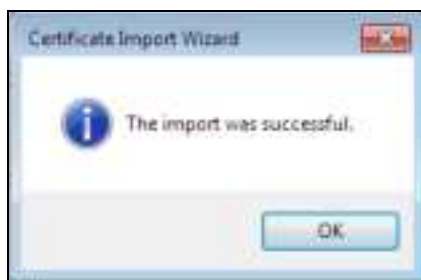 Certificate Import Wizard
The import was successful.
OK